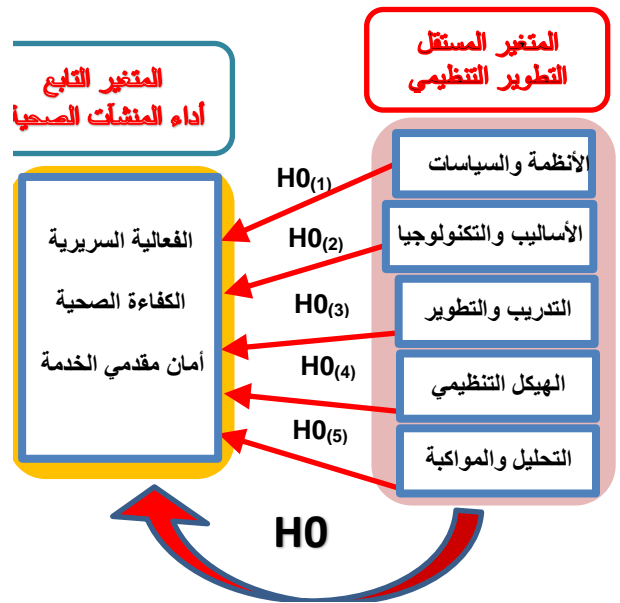 المتغير المستقل
التطوير التنظيمي
المتغير التابع
أداء المنشآت الصحية
الأنظمة والسياسات
الأساليب والتكنولوجيا
التدريب والتطوير
الهيكل التنظيمي
التحليل والمواكبة
H0(1)
H0(2)
H0(3)
H0(4)
H0(5)
الفعالية السريرية
الكفاءة الصحية
أمان مقدمي الخدمة
H0